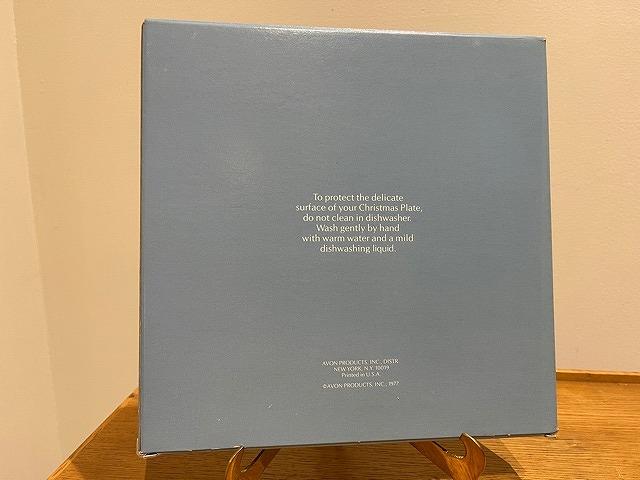 To protect the delicate
surface of your Christmas Plate,
do not clean in dishwasher.
Wash gently by hand
with warm water and a mild
dishwashing liquid.
AVON PRODUCTS, INC., DISTR.
NEW YORK, N.Y. 10019
Printed in U.S.A.
©AVON PRODUCTS, INC., 1977